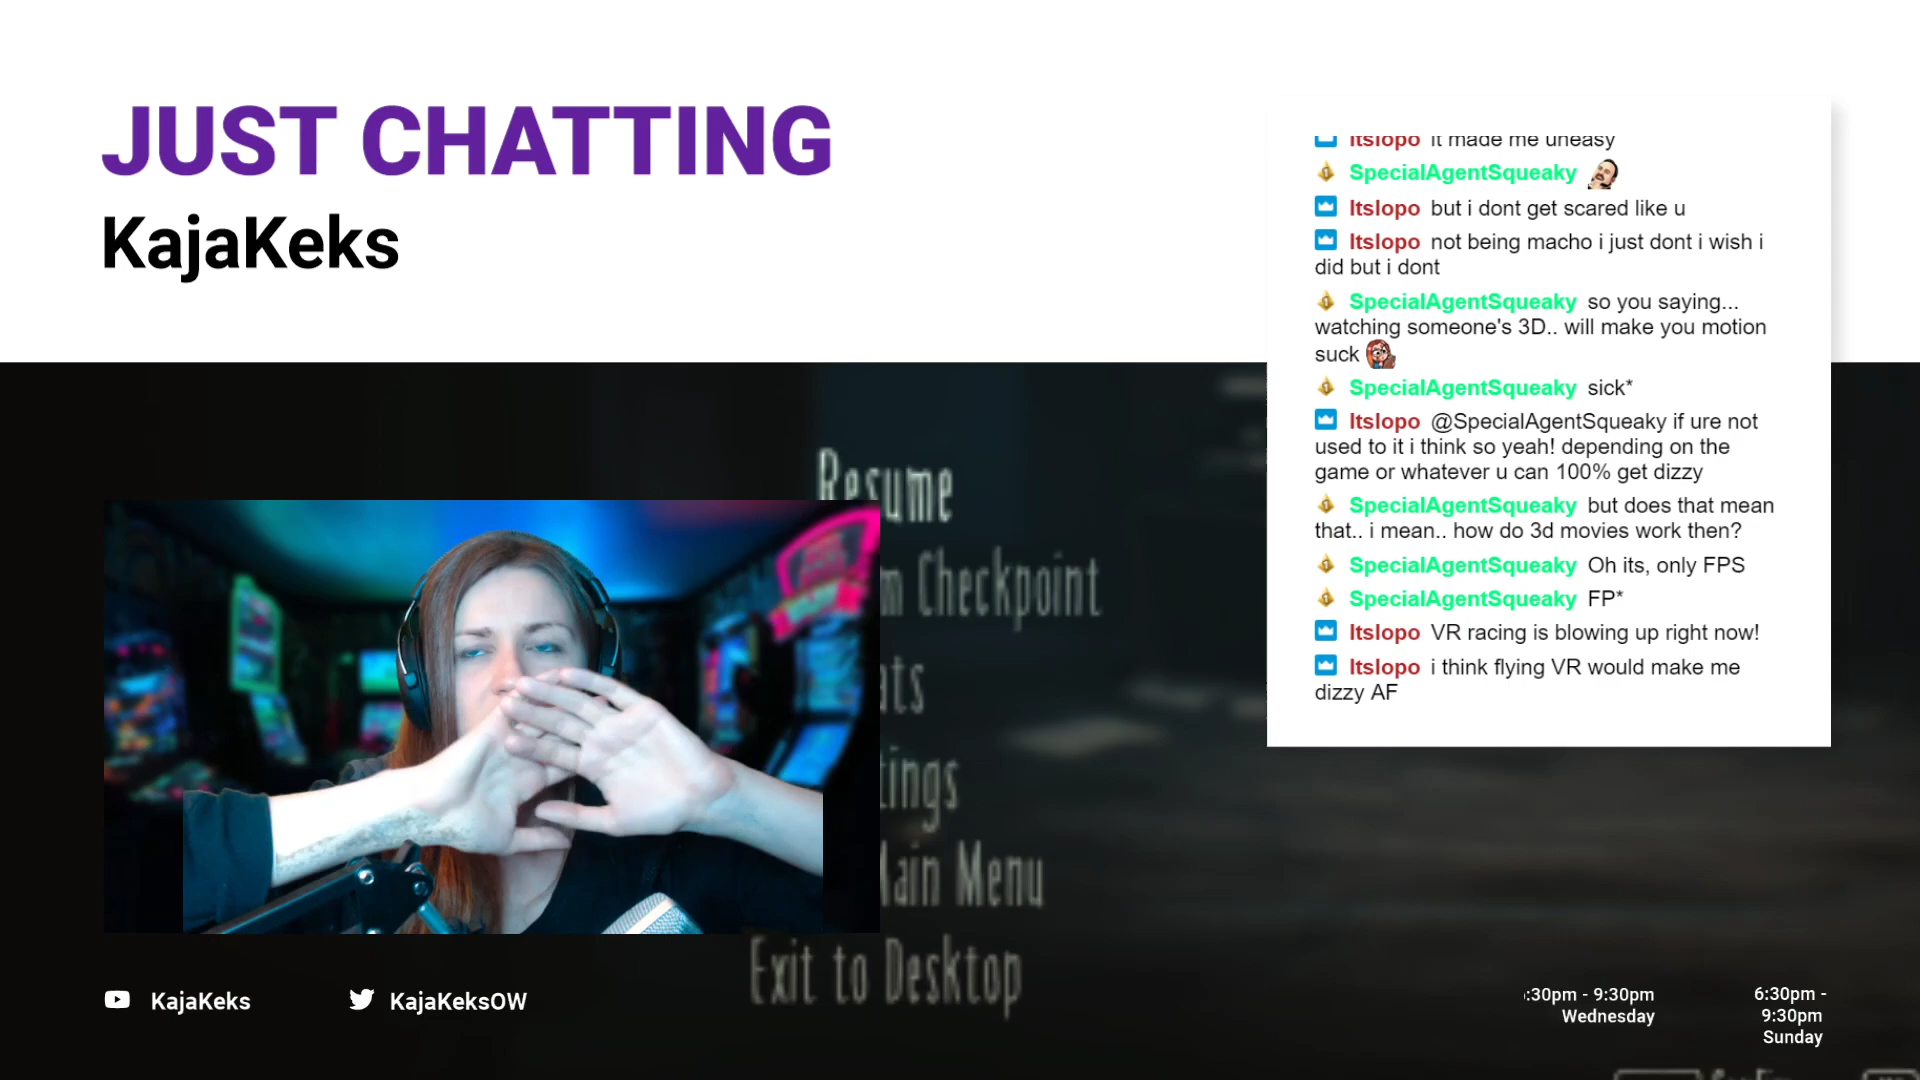 JUST CHATTING
KajaKeks
Itslopo it made me uneasy
SpecialAgentSqueaky
Itslopo but i dont get scared like u
Itslopo not being macho i just dont i wish i
did but i dont
SpecialAgentSqueaky so you saying...
watching someone's 3D.. will make you motion
suck
SpecialAgentSqueaky sick*
Itslopo @SpecialAgentSqueaky if ure not
used to it i think so yeah! depending on the
game or whatever u can 100% get dizzy
SpecialAgentSqueaky but does that mean
that.. i mean.. how do 3d movies work then?
SpecialAgentSqueaky Oh its, only FPS
SpecialAgentSqueaky FP*
Itslopo VR racing is blowing up right now!
Itslopo i think flying VR would make me
dizzy AF
Resume
Checkpoint
Main Menu
Exit to Desktop
KajaKeks
KajaKeksOW
:30pm - 9:30pm
Wednesday
6:30pm -
9:30pm
Sunday